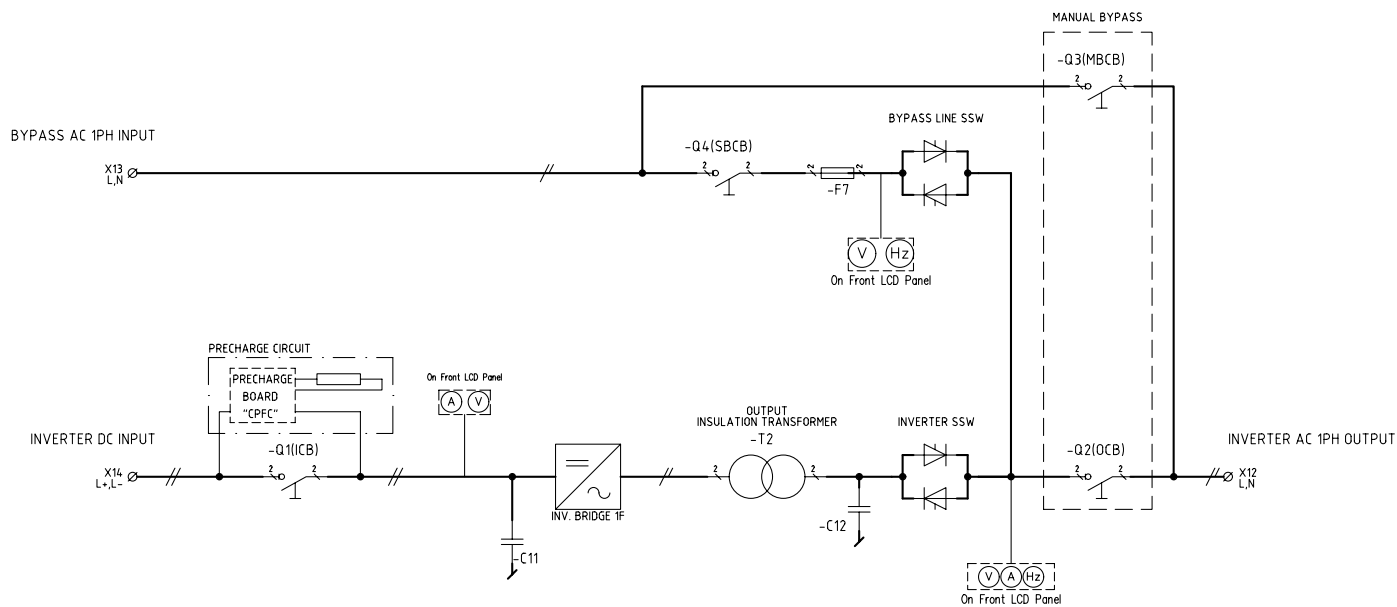 MANUAL BYPASS
-Q3(MBCB)
2
2
BYPASS LINE SSW
BYPASS AC 1PH INPUT
-Q4(SBCB)
X13
L,N
2
2
2
2
-F7
V
Hz
On Front LCD Panel
PRECHARGE CIRCUIT
PRECHARGE
BOARD
"CPFC"
On Front LCD Panel
A
V
OUTPUT
INSULATION TRANSFORMER
-T2
INVERTER SSW
INVERTER DC INPUT
-Q1(ICB)
-Q2(OCB)
INVERTER AC 1PH OUTPUT
X14
L+,L-
2
2
2
2
2
2
X12
L,N
INV. BRIDGE 1F
-C12
-C11
V
A
Hz
On Front LCD Panel